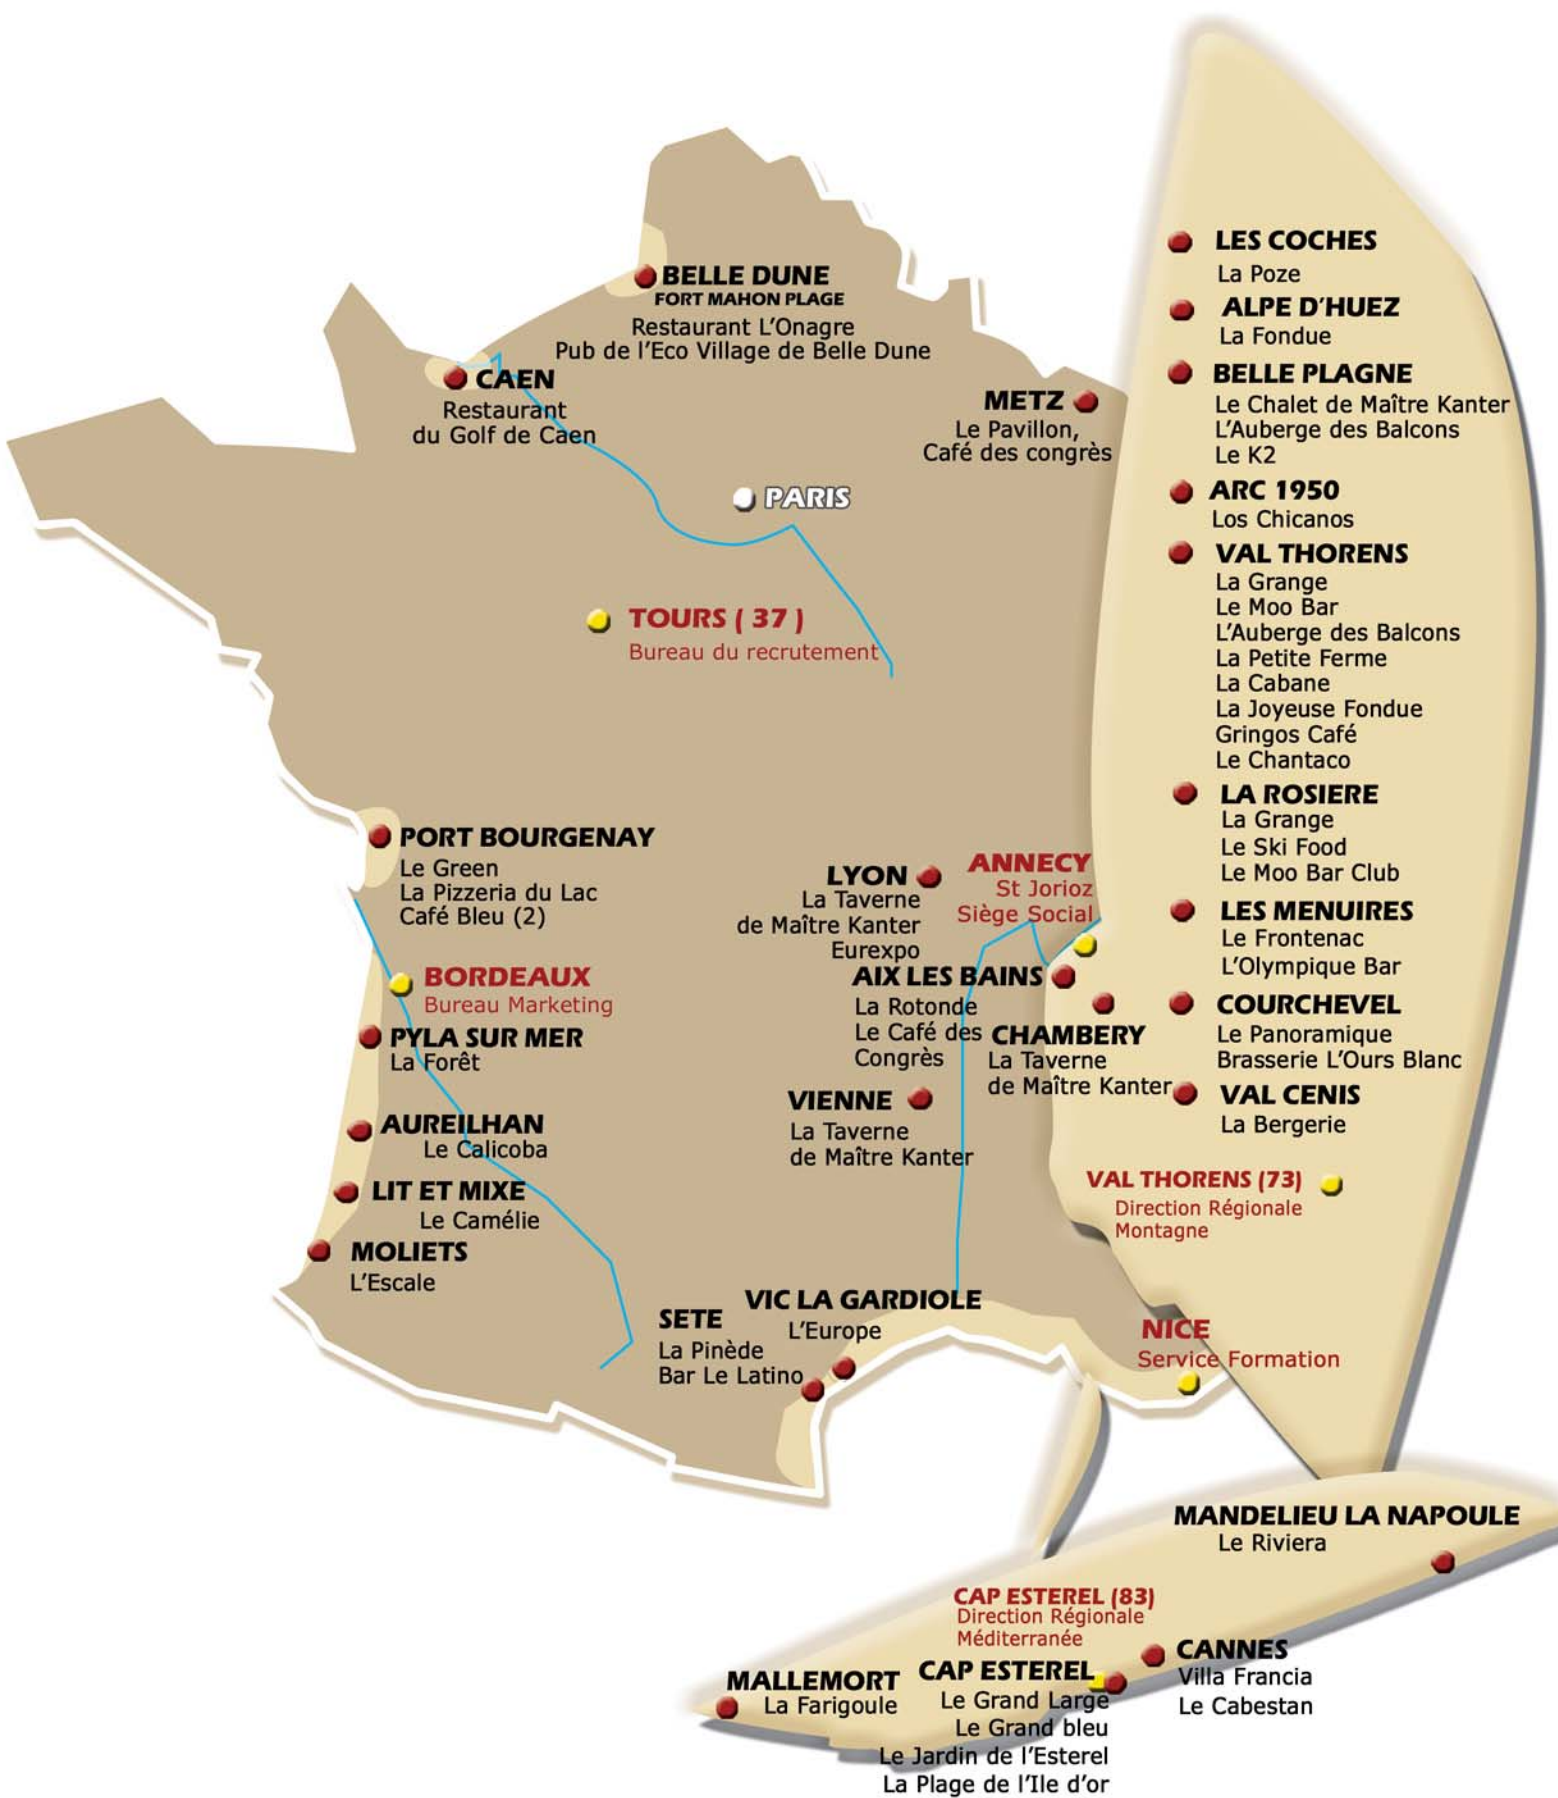 BELLE DUNE
FORT MAHON PLAGE
Restaurant L'Onagre
Pub de l'Eco Village de Belle Dune
CAEN
Restaurant
du Golf de Caen
METZ
Le Pavillon,
Café des congrès
PARIS
TOURS ( 37 )
Bureau du recrutement
PORT BOURGENAY
Le Green
La Pizzeria du Lac
Café Bleu (2)
BORDEAUX
Bureau Marketing
PYLA SUR MER
La Forêt
AUREILHAN
Le Calicoba
LIT ET MIXE
Le Camélie
MOLIETS
L'Escale
LYON
La Taverne
de Maître Kanter
Eurexpo
ANNECY
St Jorioz
Siège Social
AIX LES BAINS
La Rotonde
Le Café des
Congrès
CHAMBERY
La Taverne
de Maître Kanter
VIENNE
La Taverne
de Maître Kanter
VIC LA GARDIOLE
L'Europe
SETE
La Pinède
Bar Le Latino
LES COCHES
La Poze
ALPE D'HUEZ
La Fondue
BELLE PLAGNE
Le Chalet de Maître Kanter
L'Auberge des Balcons
Le K2
ARC 1950
Los Chicanos
VAL THORENS
La Grange
Le Moo Bar
L'Auberge des Balcons
La Petite Ferme
La Cabane
La Joyeuse Fondue
Gringos Café
Le Chantaco
LA ROSIERE
La Grange
Le Ski Food
Le Moo Bar Club
LES MENUIRES
Le Frontenac
L'Olympique Bar
COURCHEVEL
Le Panoramique
Brasserie L'Ours Blanc
VAL CENIS
La Bergerie
VAL THORENS (73)
Direction Régionale
Montagne
NICE
Service Formation
MANDELIEU LA NAPOULE
Le Riviera
CAP ESTEREL (83)
Direction Régionale
Méditerranée
CANNES
Villa Francia
Le Cabestan
MALLEMORT
La Farigoule
CAP ESTEREL
Le Grand Large
Le Grand bleu
Le Jardin de l'Esterel
La Plage de l'Ile d'or